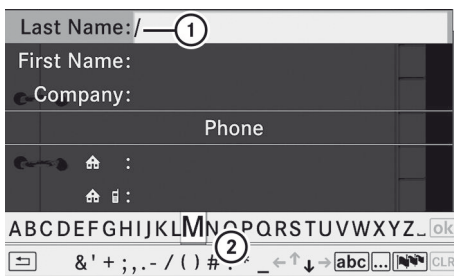 Last Name:/ 1
First Name:
Company:
Phone
:
:
ABCDEFGHIJKLMNOPQRSTUVWXYZ_ ok
&'+;,.-/()# 2 :* _←↑↓→ abc ... CLR